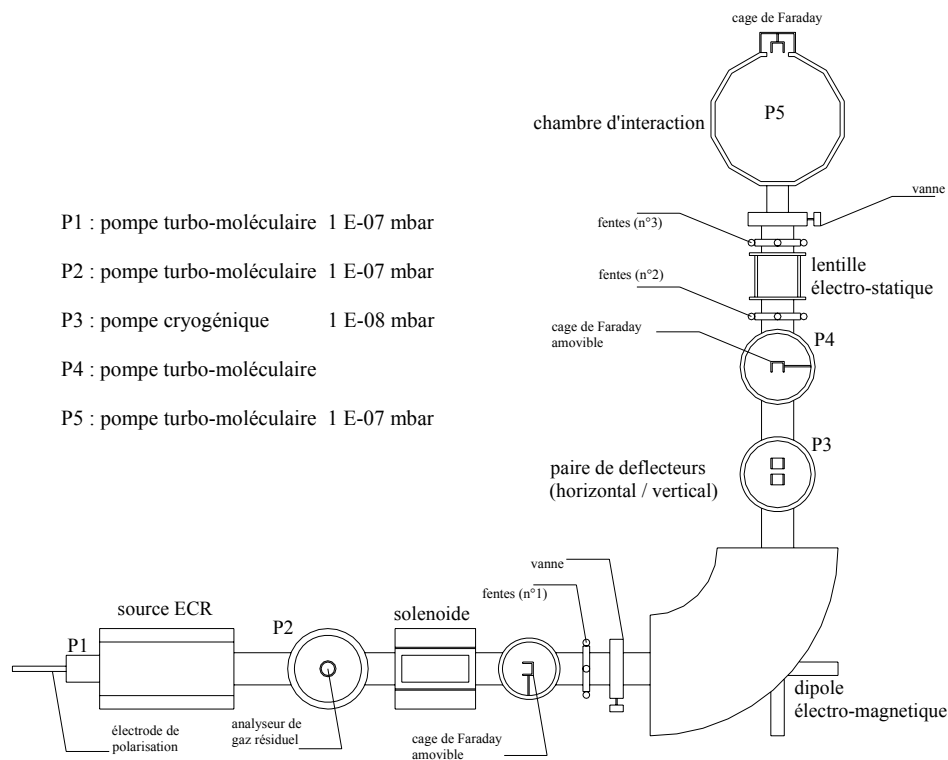 cage de Faraday
P5
chambre d'interaction
vanne
P1 : pompe turbo-moléculaire 1 E-07 mbar
P2 : pompe turbo-moléculaire 1 E-07 mbar
P3 : pompe cryogénique 1 E-08 mbar
P4 : pompe turbo-moléculaire
P5 : pompe turbo-moléculaire 1 E-07 mbar
fentes (n°3)
lentille
électro-statique
fentes (n°2)
cage de Faraday
amovible
P4
P3
paire de deflecteurs
(horizontal / vertical)
vanne
fentes (n°1)
source ECR
solenoide
P1
P2
dipole
électro-magnetique
électrode de
polarisation
analyseur de
gaz résiduel
cage de Faraday
amovible